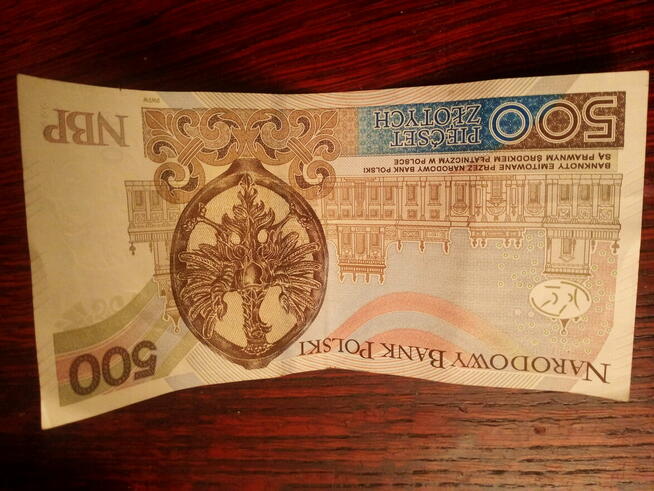 NARODOWY BANK POLSKI
500
BANKNOTY EMITOWANE PRZEZ NARODOWY BANK POLSKI
SĄ PRAWNYM ŚRODKIEM PŁATNICZYM W POLSCE
500
PIĘĆSET
ZŁOTYCH
NBP